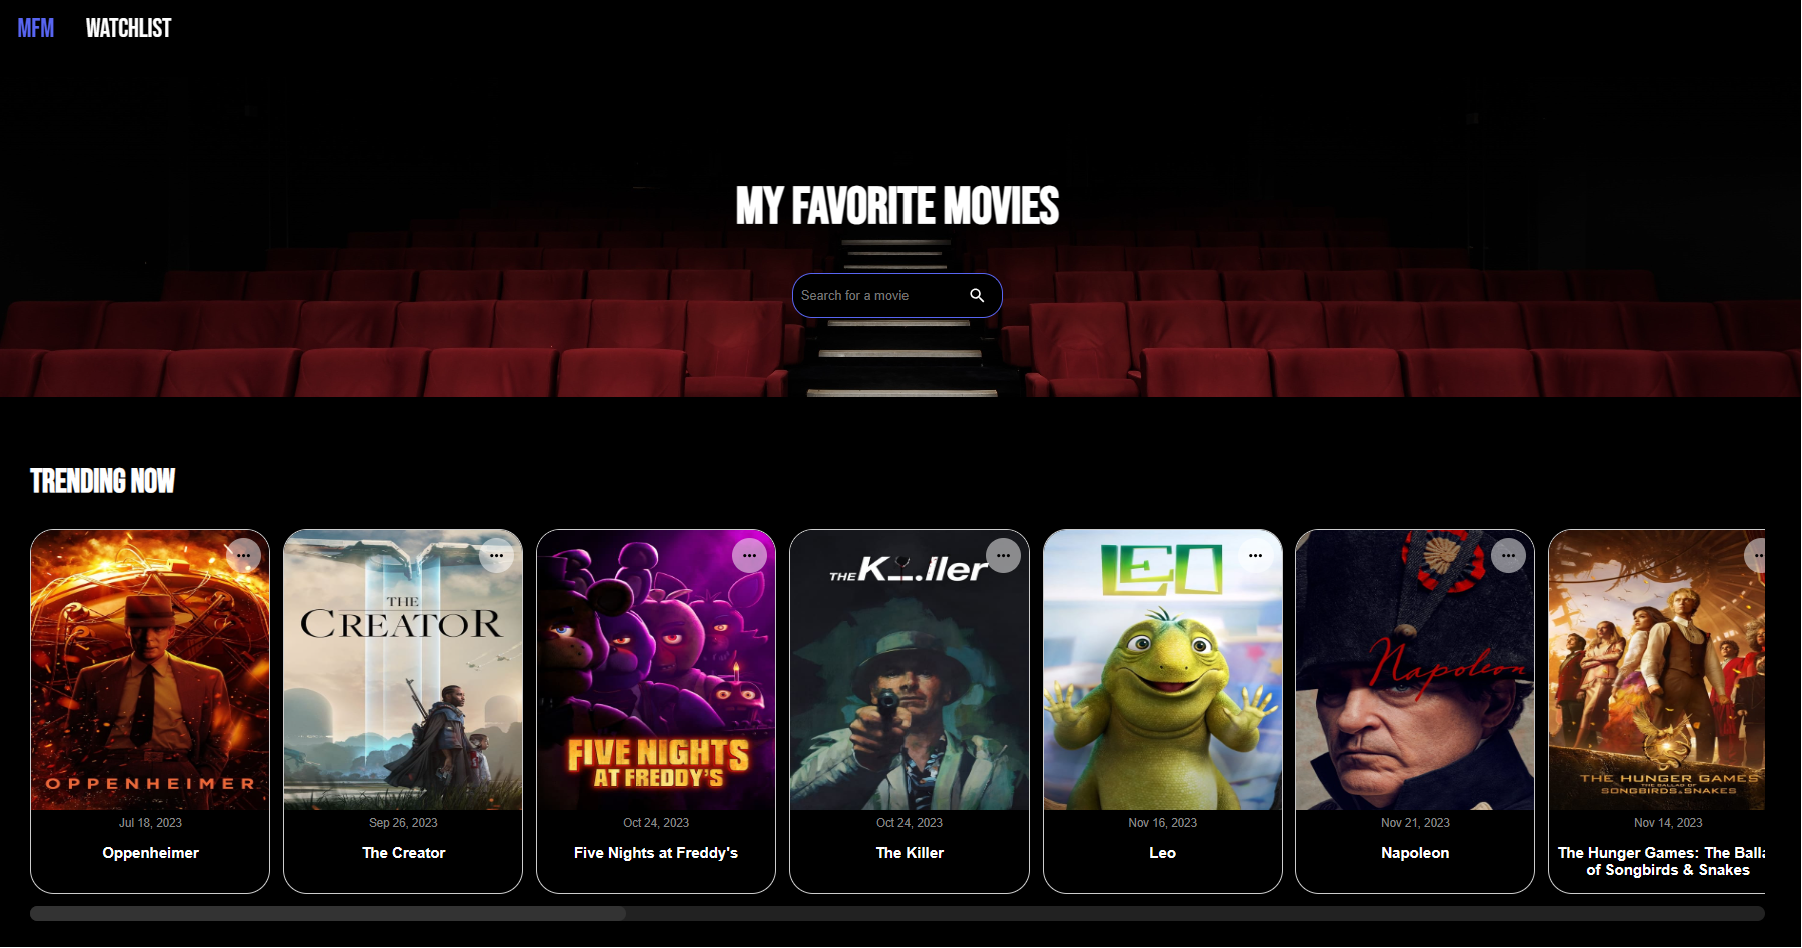 MFM WATCHLIST
MY FAVORITE MOVIES
Search for a movie
TRENDING NOW
OPPENHEIMER
Jul 18, 2023
Oppenheimer
THE
CREATOR
Sep 26, 2023
The Creator
FIVE NIGHTS
AT FREDDY'S
Oct 24, 2023
Five Nights at Freddy's
THE K_ller
Oct 24, 2023
The Killer
LEO
Nov 16, 2023
Leo
Napoleon
Nov 21, 2023
Napoleon
THE HUNGER GAMES
THE BALLAD OF
SONGBIRDS & SNAKES
Nov 14, 2023
The Hunger Games: The Balla
of Songbirds & Snakes